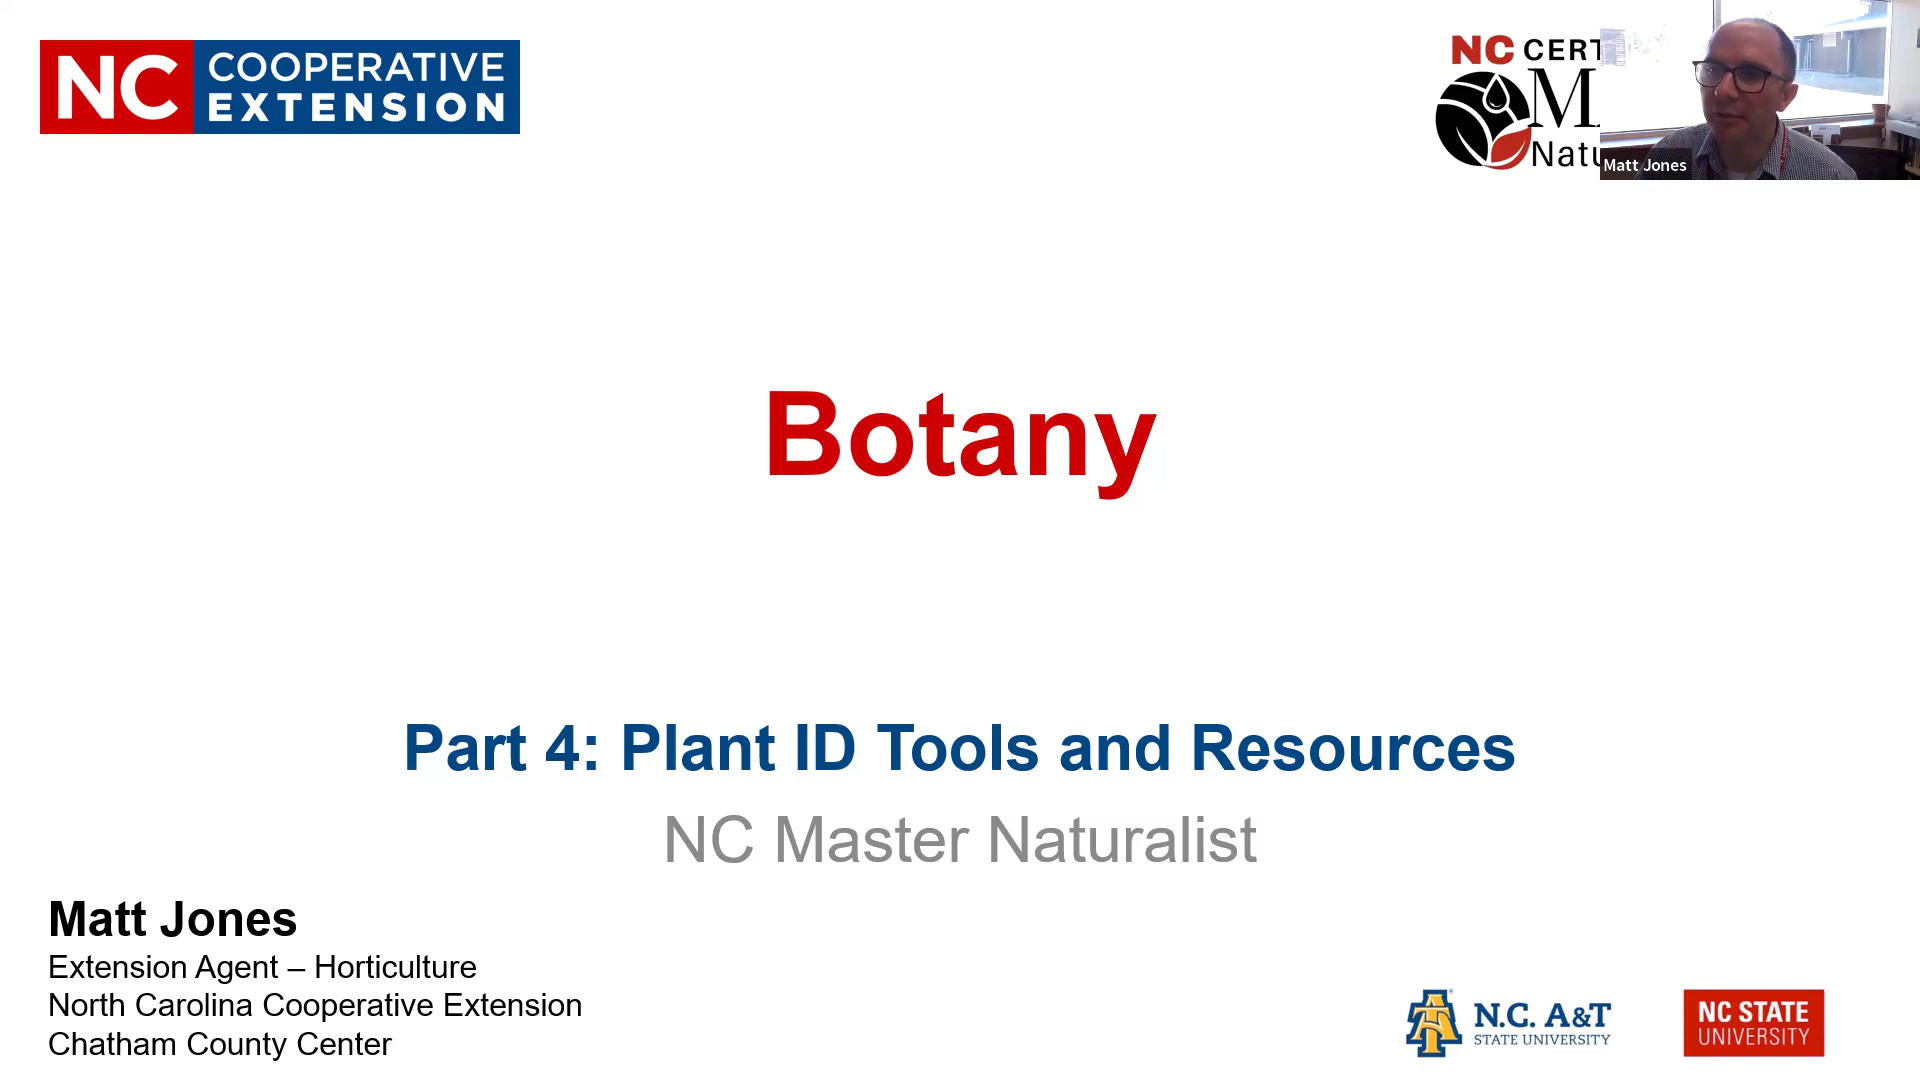 NC COOPERATIVE
EXTENSION
NC CERT
Matt Jones
Botany
Part 4: Plant ID Tools and Resources
NC Master Naturalist
Matt Jones
Extension Agent – Horticulture
North Carolina Cooperative Extension
Chatham County Center
N.C. A&T
STATE UNIVERSITY
NC STATE
UNIVERSITY